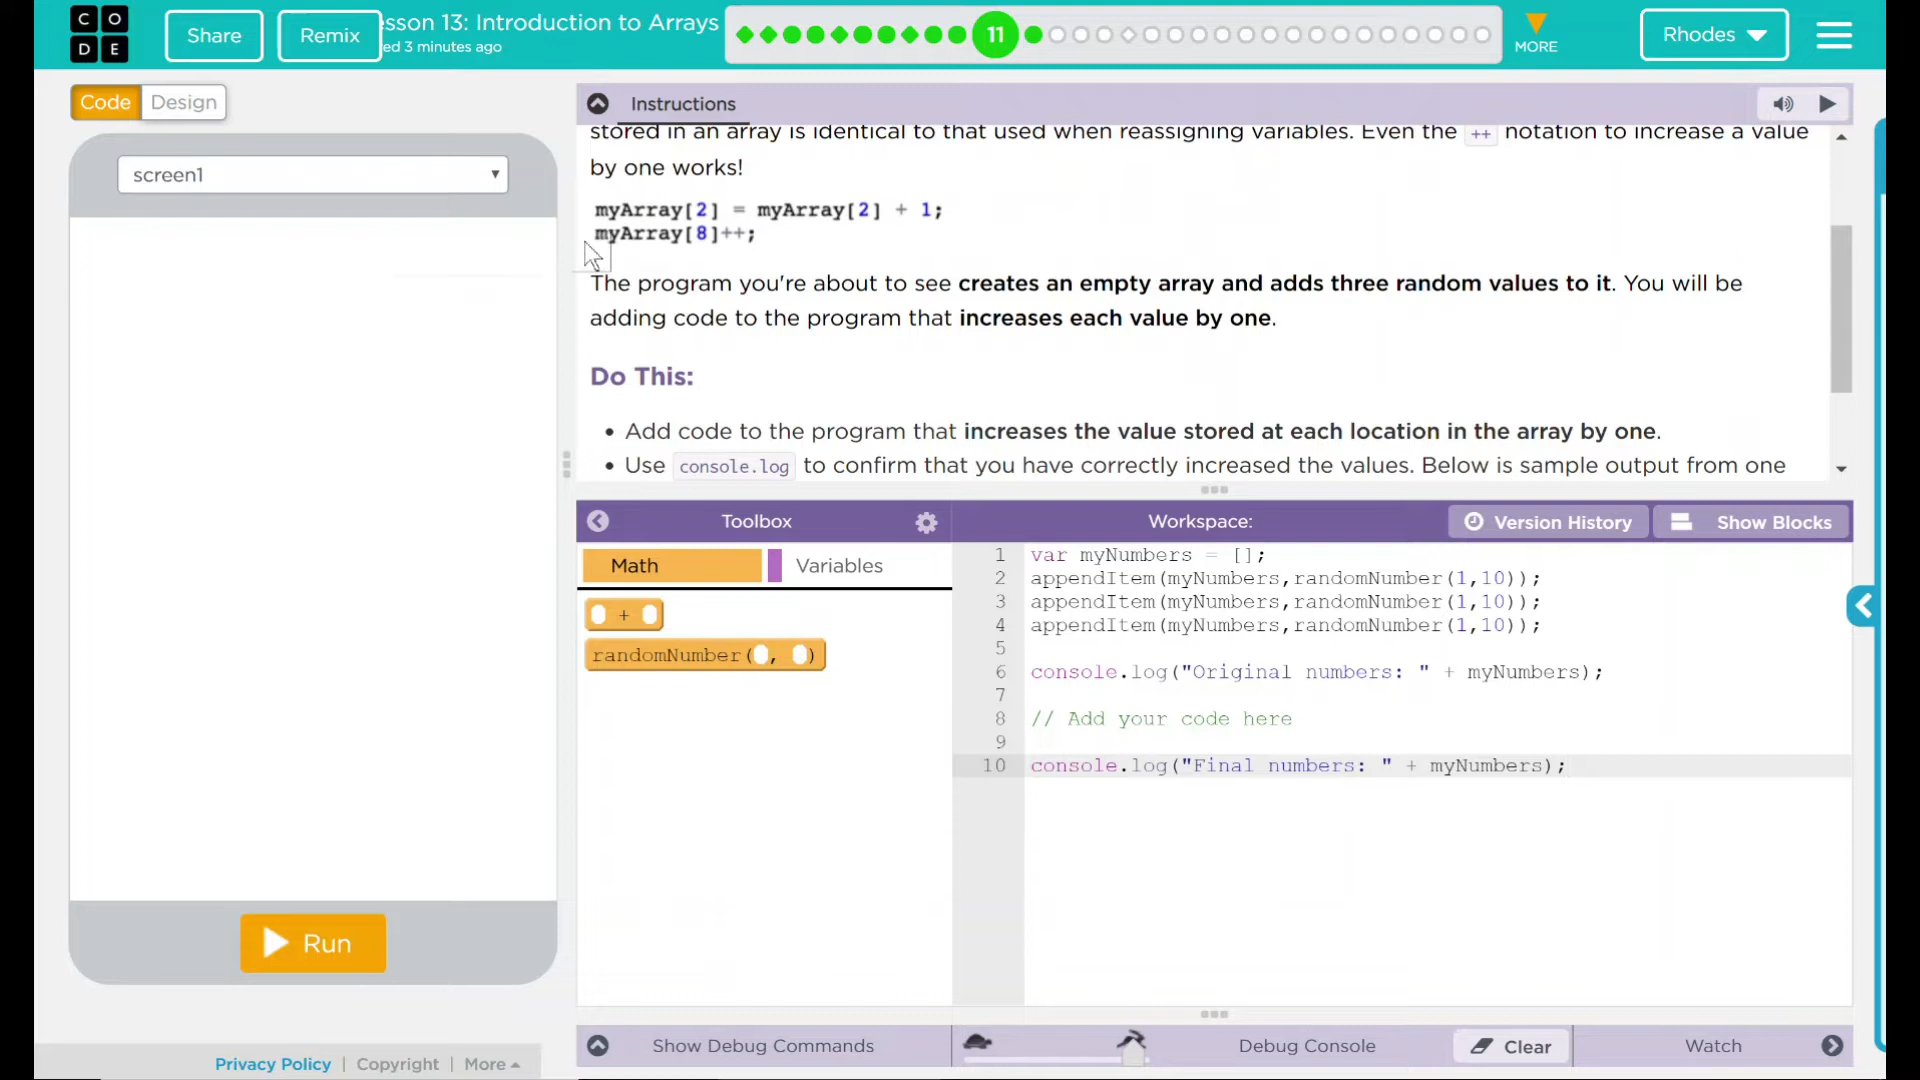 C O
D E
Share
Remix
esson 13: Introduction to Arrays
ed 3 minutes ago
11
MORE
Rhodes
Code
Design
screen1
Run
Privacy Policy | Copyright | More
Instructions
stored in an array is identical to that used when reassigning variables. Even the ++ notation to increase a value
by one works!
myArray[2] = myArray[2] + 1;
myArray[8]++;
The program you're about to see creates an empty array and adds three random values to it. You will be
adding code to the program that increases each value by one.
Do This:
• Add code to the program that increases the value stored at each location in the array by one.
• Use console.log to confirm that you have correctly increased the values. Below is sample output from one
Toolbox
Math
Variables
+
randomNumber( , )
Workspace:
Version History
Show Blocks
1 var myNumbers = [];
2 appendItem(myNumbers,randomNumber(1,10));
3 appendItem(myNumbers,randomNumber(1,10));
4 appendItem(myNumbers,randomNumber(1,10));
5
6 console.log("Original numbers: " + myNumbers);
7
8 // Add your code here
9
10 console.log("Final numbers: " + myNumbers);
Show Debug Commands
Debug Console
Clear
Watch